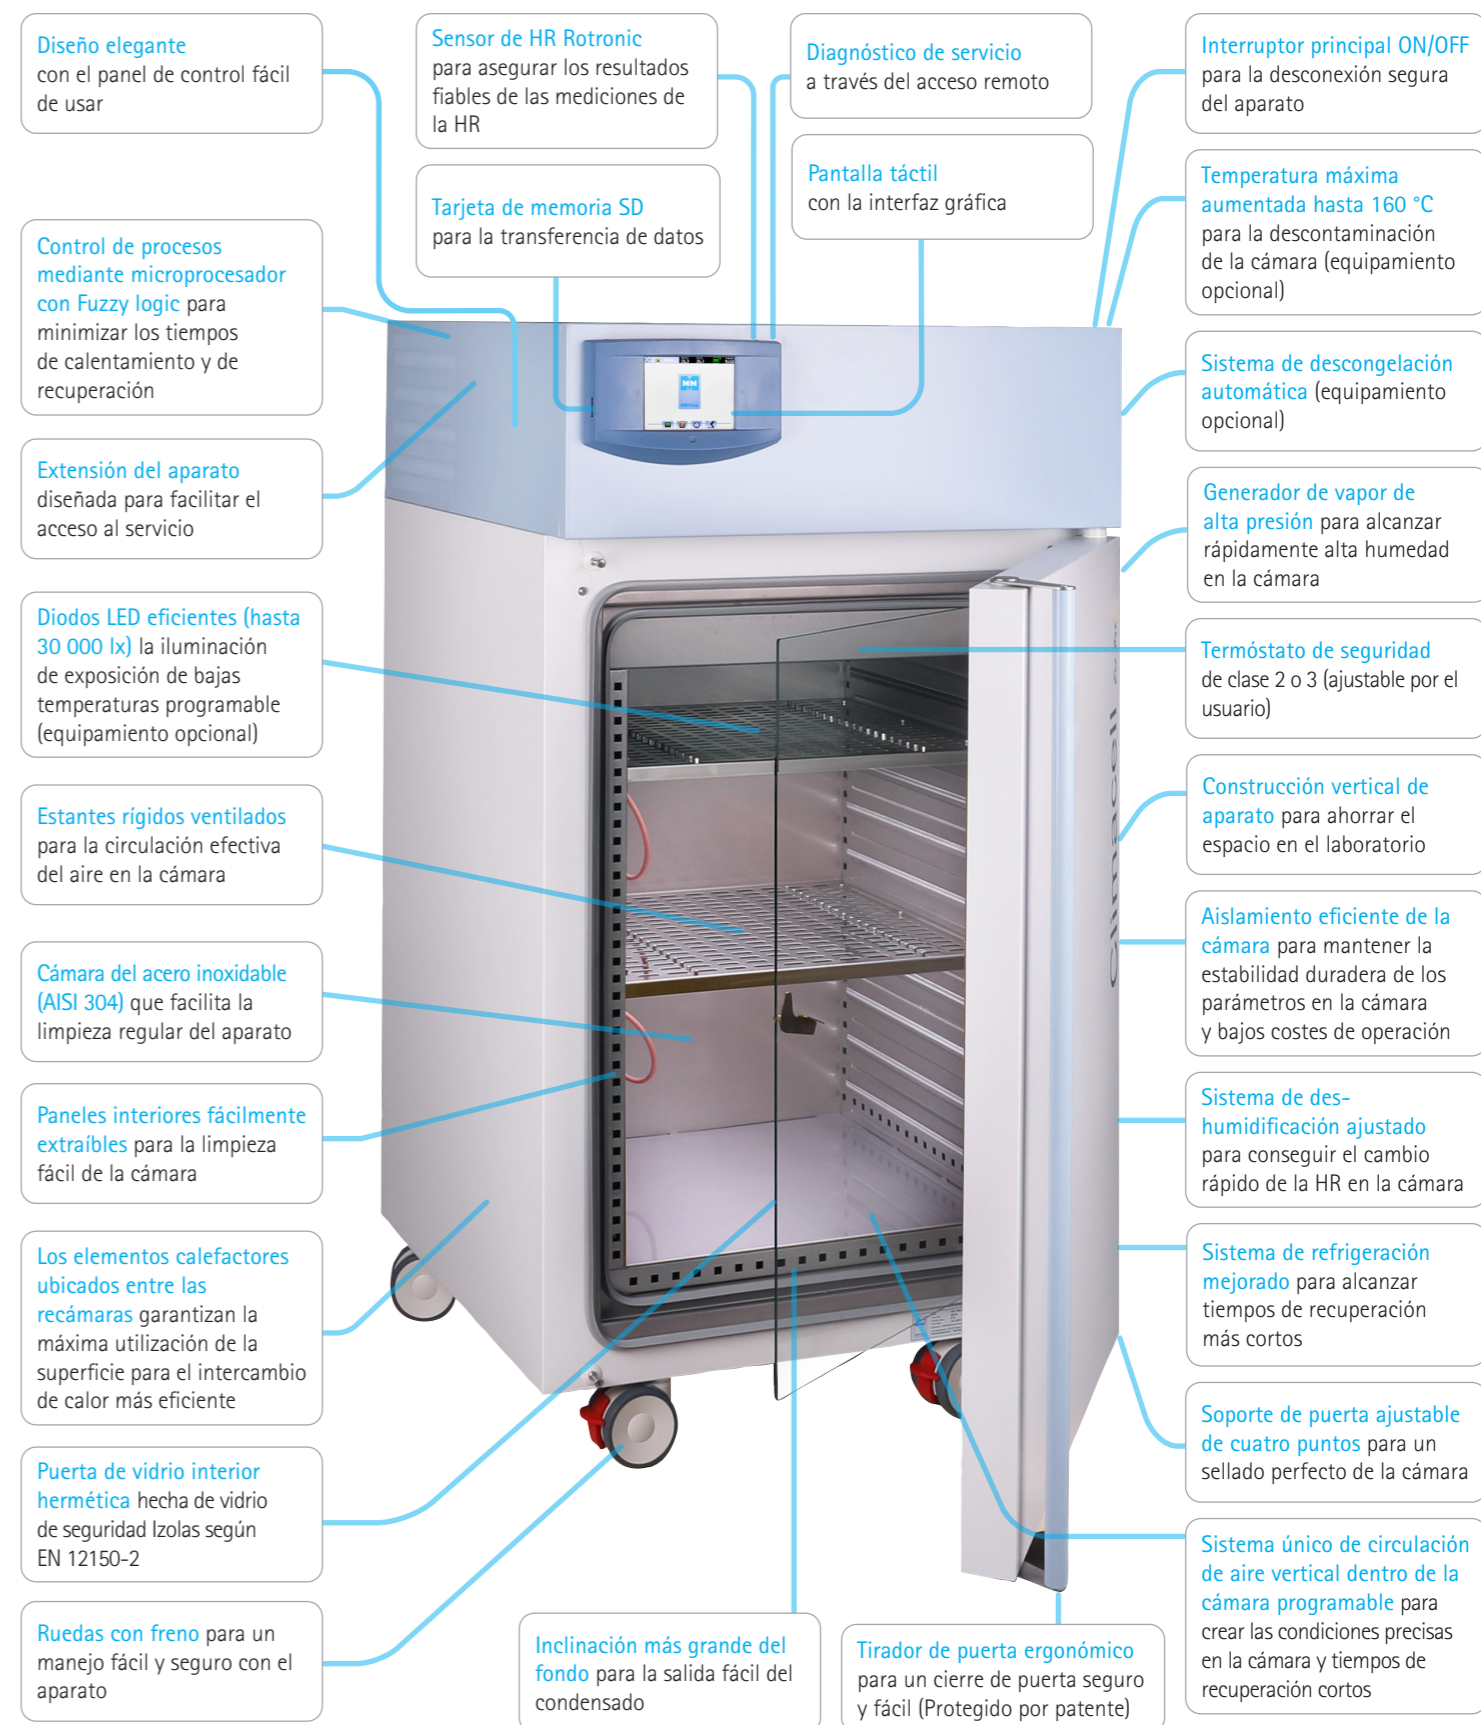 Diseño elegante
con el panel de control fácil
de usar
Sensor de HR Rotronic
para asegurar los resultados
fiables de las mediciones de
la HR
Diagnóstico de servicio
a través del acceso remoto
Interruptor principal ON/OFF
para la desconexión segura
del aparato
Tarjeta de memoria SD
para la transferencia de datos
Pantalla táctil
con la interfaz gráfica
Temperatura máxima
aumentada hasta 160 °C
para la descontaminación
de la cámara (equipamiento
opcional)
Control de procesos
mediante microprocesador
con Fuzzy logic para
minimizar los tiempos
de calentamiento y de
recuperación
Sistema de descongelación
automática (equipamiento
opcional)
MM
Extensión del aparato
diseñada para facilitar el
acceso al servicio
Generador de vapor de
alta presión para alcanzar
rápidamente alta humedad
en la cámara
Diodos LED eficientes (hasta
30 000 lx) la iluminación
de exposición de bajas
temperaturas programable
(equipamiento opcional)
Termóstato de seguridad
de clase 2 o 3 (ajustable por el
usuario)
Climacell
Estantes rígidos ventilados
para la circulación efectiva
del aire en la cámara
Construcción vertical de
aparato para ahorrar el
espacio en el laboratorio
Cámara del acero inoxidable
(AISI 304) que facilita la
limpieza regular del aparato
Aislamiento eficiente de la
cámara para mantener la
estabilidad duradera de los
parámetros en la cámara
y bajos costes de operación
Paneles interiores fácilmente
extraíbles para la limpieza
fácil de la cámara
Sistema de des-
humidificación ajustado
para conseguir el cambio
rápido de la HR en la cámara
Los elementos calefactores
ubicados entre las
recámaras garantizan la
máxima utilización de la
superficie para el intercambio
de calor más eficiente
Sistema de refrigeración
mejorado para alcanzar
tiempos de recuperación
más cortos
Puerta de vidrio interior
hermética hecha de vidrio
de seguridad Izolas según
EN 12150-2
Soporte de puerta ajustable
de cuatro puntos para un
sellado perfecto de la cámara
Ruedas con freno para un
manejo fácil y seguro con el
aparato
Inclinación más grande del
fondo para la salida fácil del
condensado
Tirador de puerta ergonómico
para un cierre de puerta seguro
y fácil (Protegido por patente)
Sistema único de circulación
de aire vertical dentro de la
cámara programable para
crear las condiciones precisas
en la cámara y tiempos de
recuperación cortos